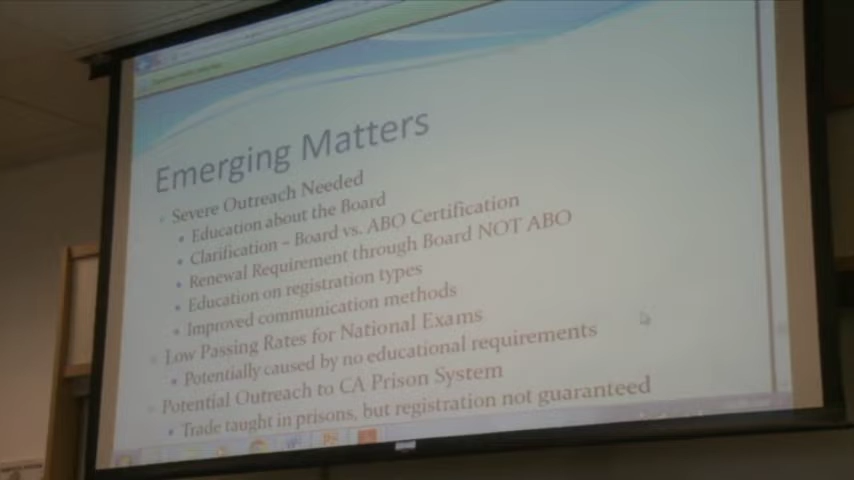 Emerging Matters
Severe Outreach Needed
Education about the Board
Clarification – Board vs. ABO Certification
Renewal Requirement through Board NOT ABO
Education on registration types
Improved communication methods
Low Passing Rates for National Exams
Potentially caused by no educational requirements
Potential Outreach to CA Prison System
Trade taught in prisons, but registration not guaranteed